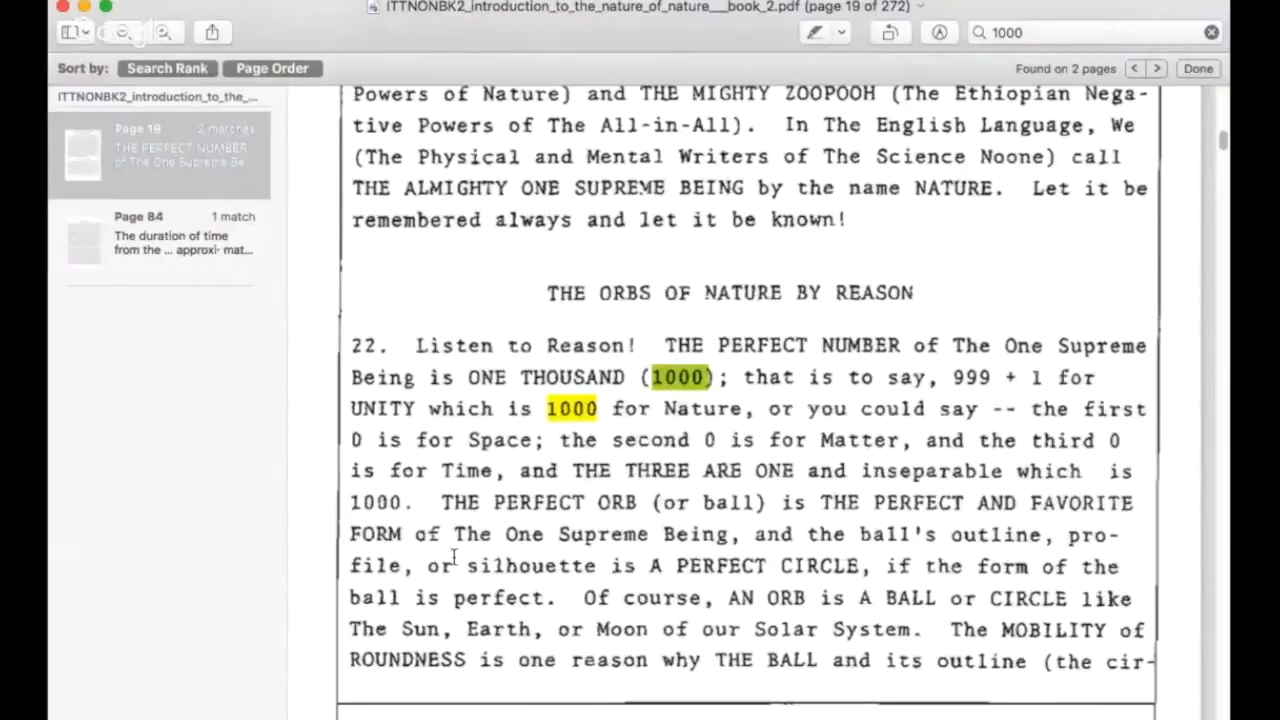 ITTNONBK2_introduction_to_the_nature_of_nature__book_2.pdf (page 19 of 272)
1000
Sort by: Search Rank Page Order Found on 2 pages < > Done
ITTNONBK2_introduction_to_the_...
Page 19 2 matches
THE PERFECT NUMBER
of The One Supreme Be...
Page 84 1 match
The duration of time
from the ... approxi- mat...
Powers of Nature) and THE MIGHTY ZOOPOOH (The Ethiopian Nega-
tive Powers of The All-in-All). In The English Language, We
(The Physical and Mental Writers of The Science Noone) call
THE ALMIGHTY ONE SUPREME BEING by the name NATURE. Let it be
remembered always and let it be known!
THE ORBS OF NATURE BY REASON
22. Listen to Reason! THE PERFECT NUMBER of The One Supreme
Being is ONE THOUSAND (1000); that is to say, 999 + 1 for
UNITY which is 1000 for Nature, or you could say -- the first
0 is for Space; the second 0 is for Matter, and the third 0
is for Time, and THE THREE ARE ONE and inseparable which is
1000. THE PERFECT ORB (or ball) is THE PERFECT AND FAVORITE
FORM of The One Supreme Being, and the ball's outline, pro-
file, or silhouette is A PERFECT CIRCLE, if the form of the
ball is perfect. Of course, AN ORB is A BALL or CIRCLE like
The Sun, Earth, or Moon of our Solar System. The MOBILITY of
ROUNDNESS is one reason why THE BALL and its outline (the cir-